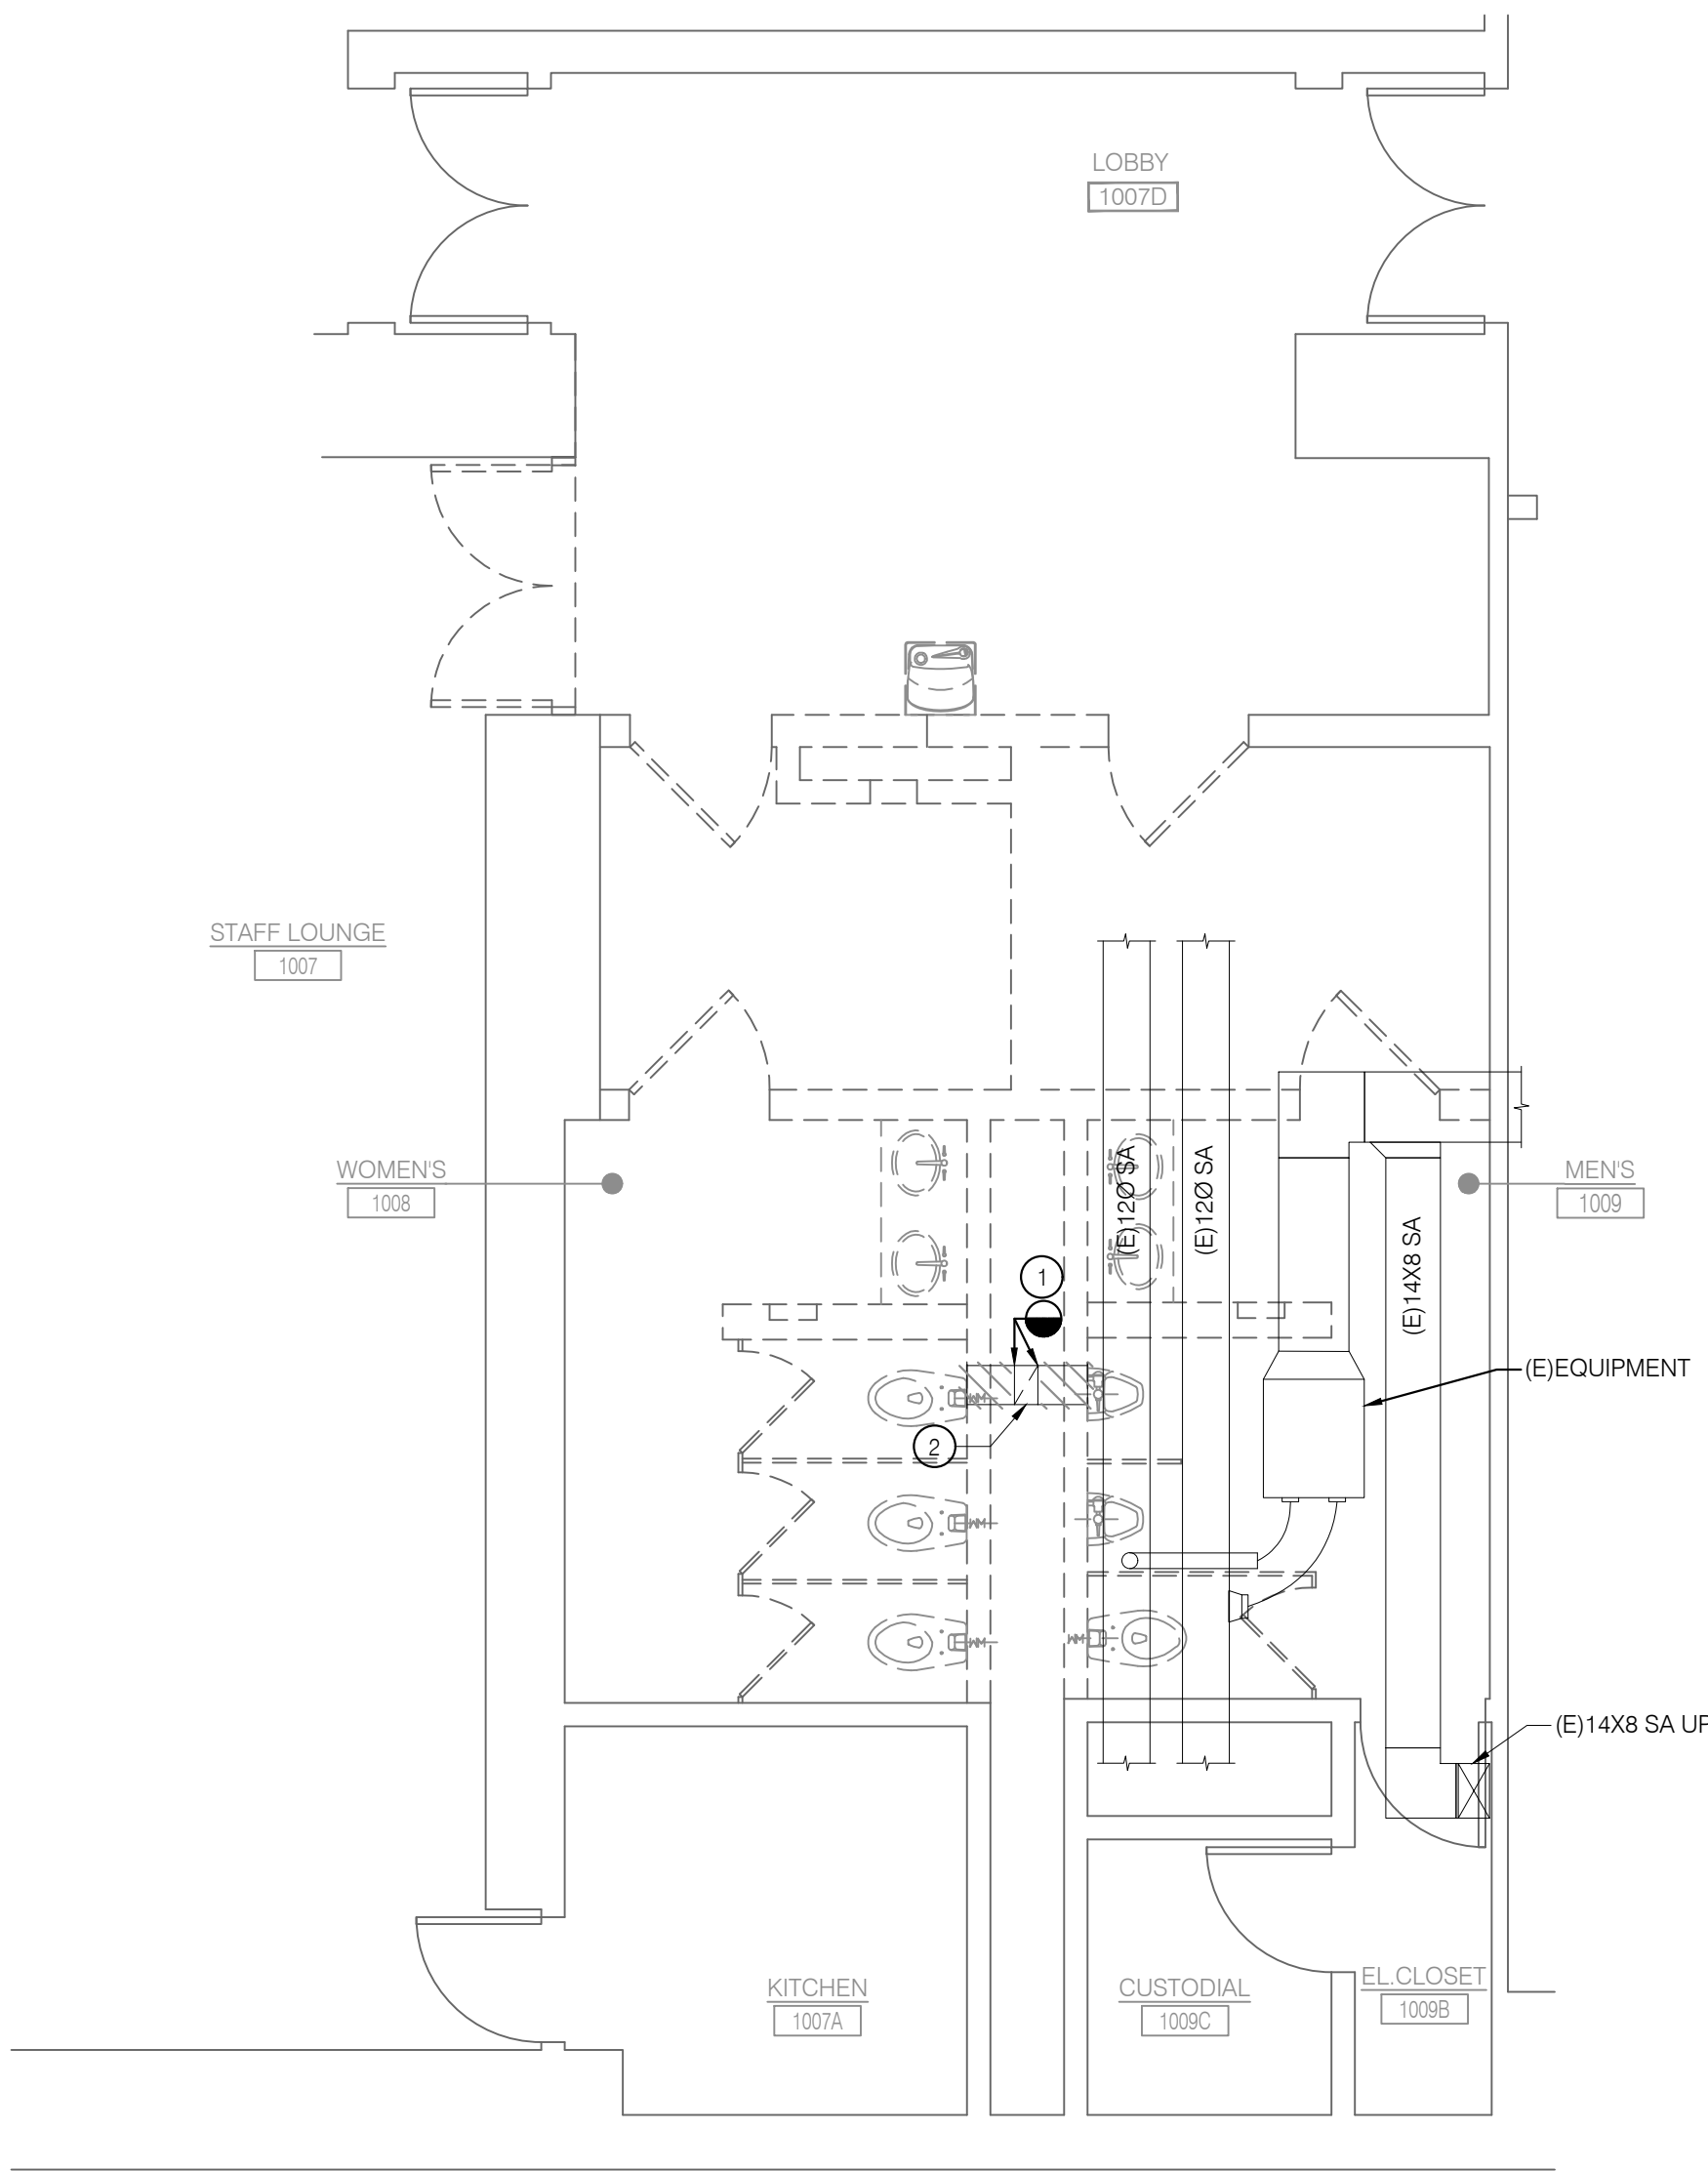 LOBBY
1007D
STAFF LOUNGE
1007
WOMEN'S
1008
(E)12Ø SA
(E)12Ø SA
MEN'S
1009
(E)14X8 SA
1
(E)EQUIPMENT
2
(E)14X8 SA UP
KITCHEN
1007A
CUSTODIAL
1009C
EL.CLOSET
1009B